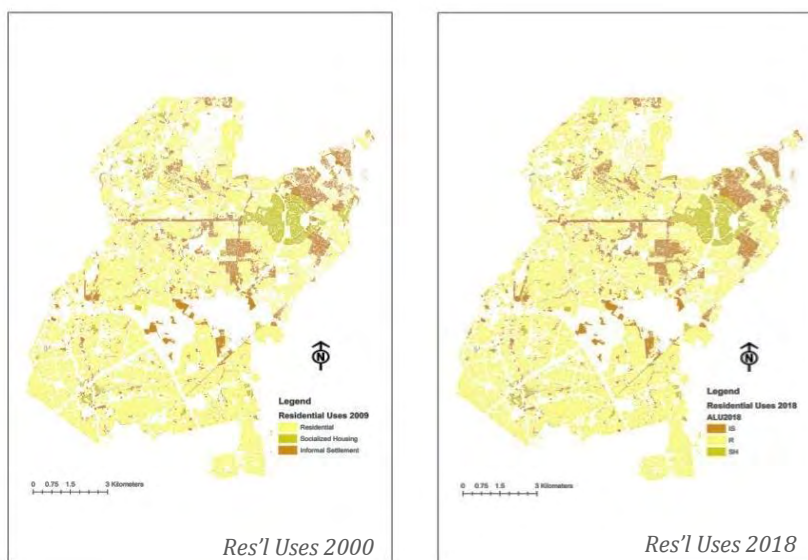 N
Legend
Residential Uses 2009
Residential
Socialized Housing
Informal Settlement
0 0.75 1.5 3 Kilometers
Res'l Uses 2000
N
Legend
Residential Uses 2018
ALU2018
IS
R
SH
0 0.75 1.5 3 Kilometers
Res'l Uses 2018